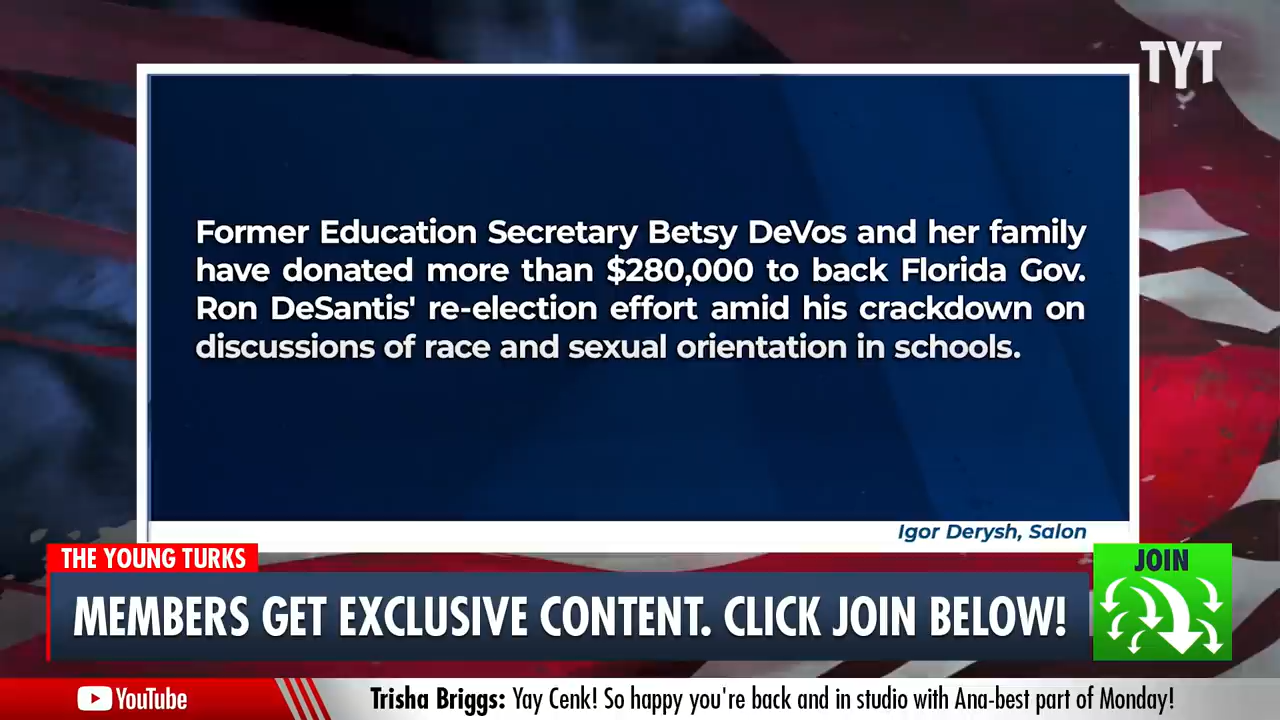 TYT
Former Education Secretary Betsy DeVos and her family
have donated more than $280,000 to back Florida Gov.
Ron DeSantis' re-election effort amid his crackdown on
discussions of race and sexual orientation in schools.
Igor Derysh, Salon
THE YOUNG TURKS
MEMBERS GET EXCLUSIVE CONTENT. CLICK JOIN BELOW!
JOIN
YouTube
Trisha Briggs: Yay Cenk! So happy you're back and in studio with Ana-best part of Monday!